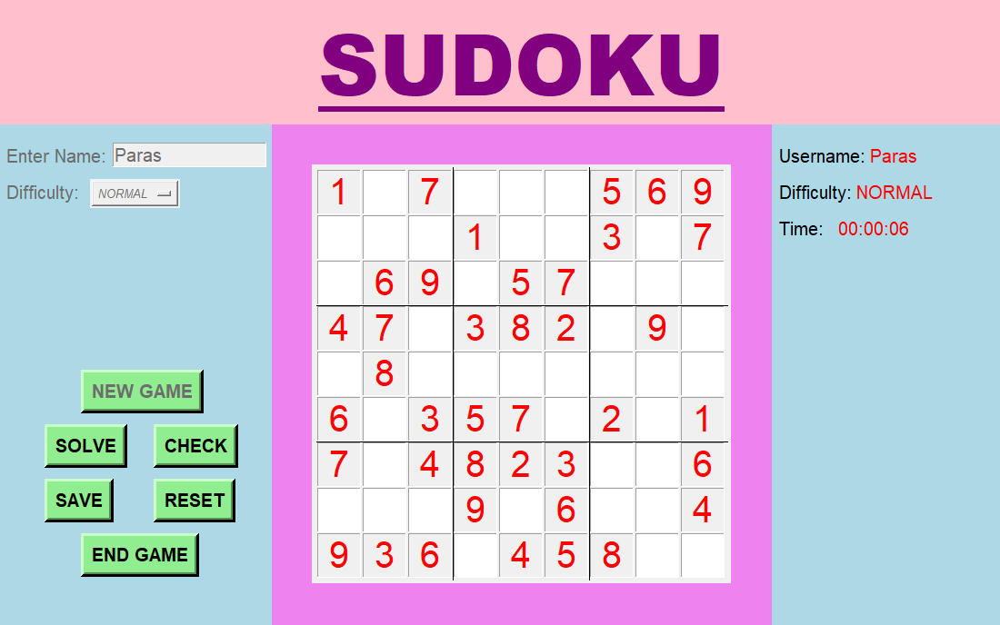 SUDOKU
Enter Name: Paras
Difficulty: NORMAL
NEW GAME
SOLVE CHECK
SAVE RESET
END GAME
1 7 5 6 9
1 3 7
6 9 5 7
4 7 3 8 2 9
8
6 3 5 7 2 1
7 4 8 2 3 6
9 6 4
9 3 6 4 5 8
Username: Paras
Difficulty: NORMAL
Time: 00:00:06